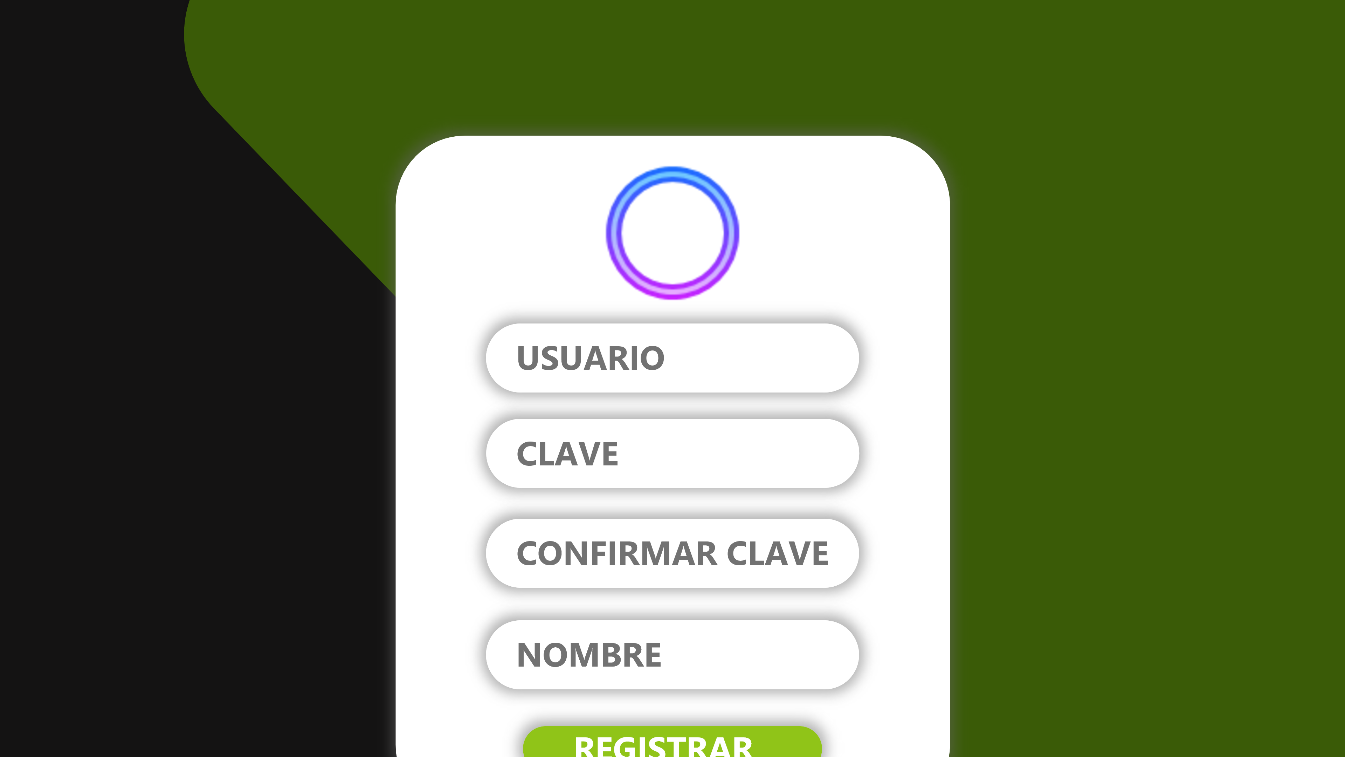 USUARIO
CLAVE
CONFIRMAR CLAVE
NOMBRE
REGISTRAR